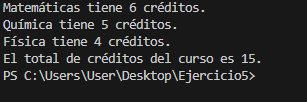 Matemáticas tiene 6 créditos.
Química tiene 5 créditos.
Física tiene 4 créditos.
El total de créditos del curso es 15.
PS C:\Users\User\Desktop\Ejercicio5>